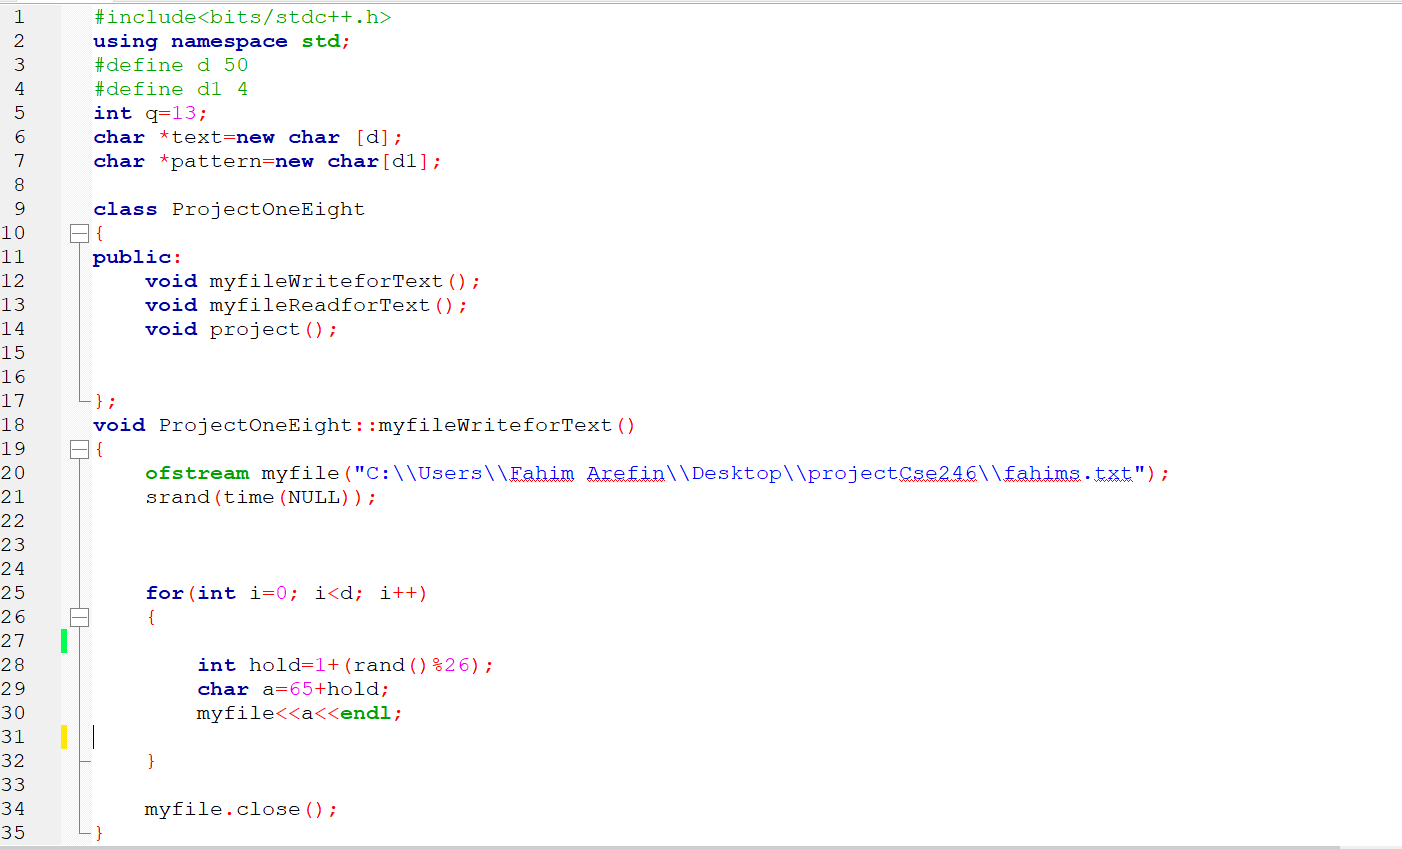 1 #include<bits/stdc++.h>
2 using namespace std;
3 #define d 50
4 #define d1 4
5 int q=13;
6 char *text=new char [d];
7 char *pattern=new char[d1];
8
9 class ProjectOneEight
10 {
11 public:
12     void myfileWriteforText();
13     void myfileReadforText();
14     void project();
15
16
17 };
18 void ProjectOneEight::myfileWriteforText()
19 {
20     ofstream myfile("C:\\Users\\Fahim Arefin\\Desktop\\projectCse246\\fahims.txt");
21     srand(time(NULL));
22
23
24
25     for(int i=0; i<d; i++)
26     {
27
28         int hold=1+(rand()%26);
29         char a=65+hold;
30         myfile<<a<<endl;
31
32     }
33
34     myfile.close();
35 }